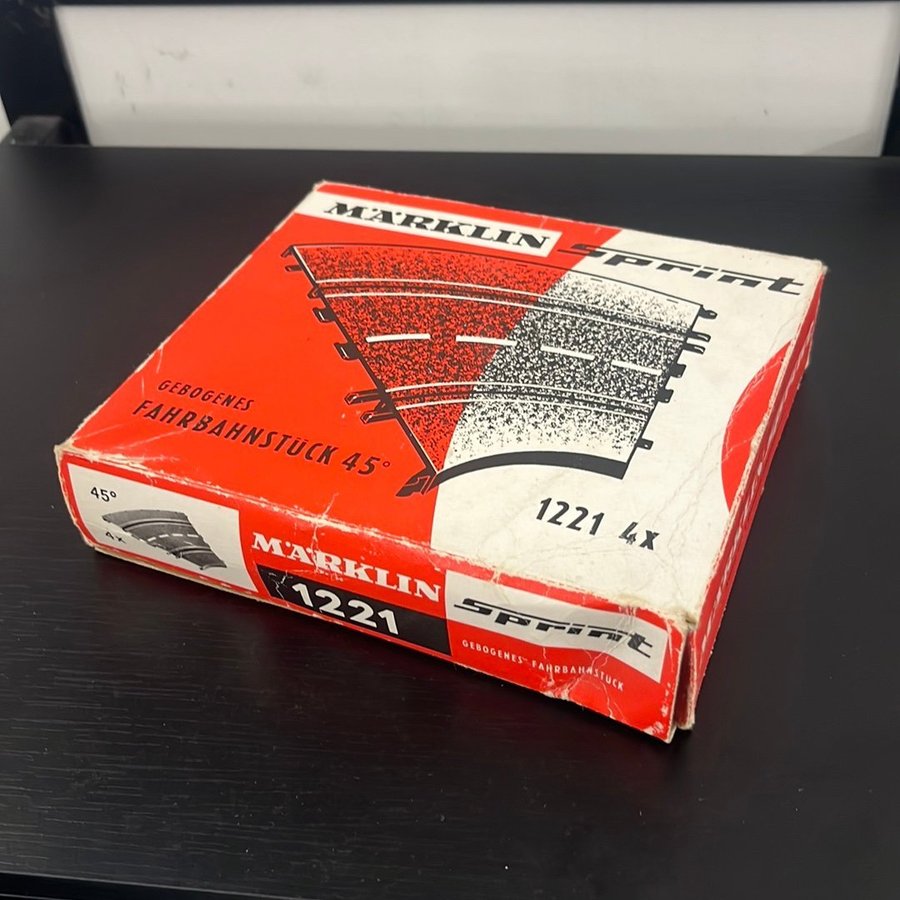 MÄRKLIN Sprint
GEBOGENES
FAHRBAHNSTÜCK 45°
1221 4x
45°
4x
MÄRKLIN
1221
Sprint
GEBOGENES FAHRBAHNSTÜCK